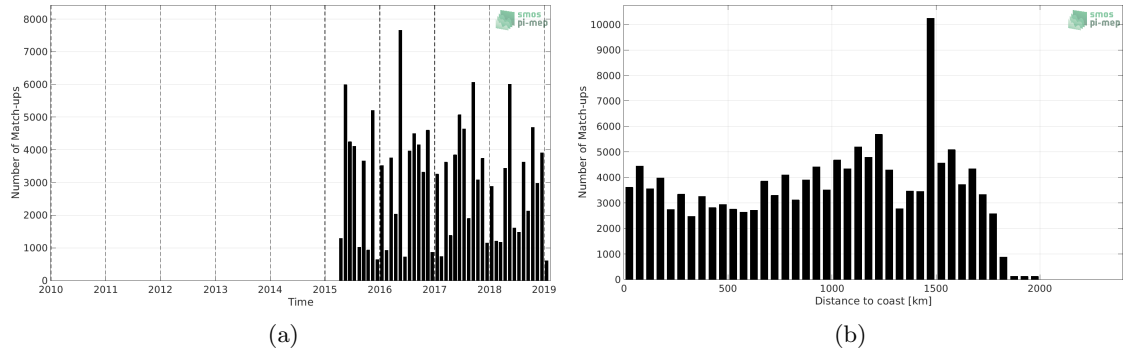 Number of Match-ups
8000
7000
6000
5000
4000
3000
2000
1000
0
2010 2011 2012 2013 2014 2015 2016 2017 2018 2019
Time
smos
pi-mep
(a)
Number of Match-ups
10000
9000
8000
7000
6000
5000
4000
3000
2000
1000
0
0 500 1000 1500 2000
Distance to coast [km]
smos
pi-mep
(b)